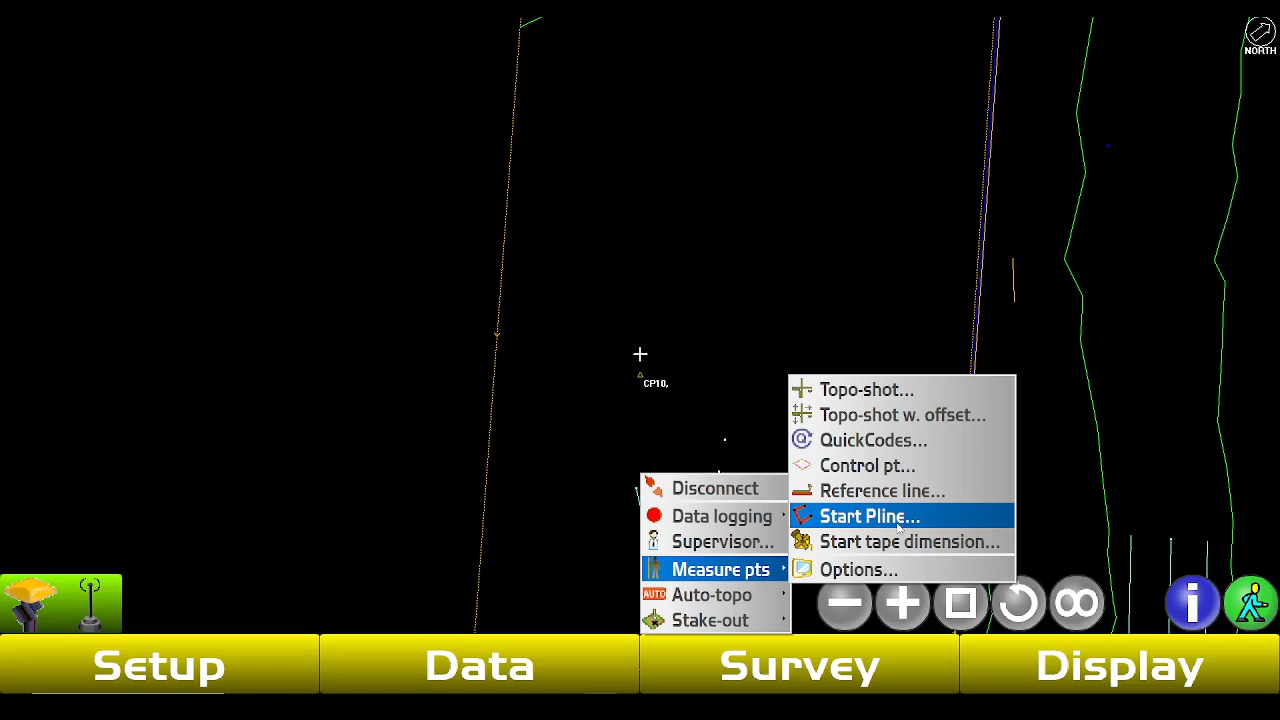 NORTH
CP10,
Topo-shot...
Topo-shot w. offset...
QuickCodes...
Control pt...
Reference line...
Start Pline...
Start tape dimension...
Options...
Disconnect
Data logging
Supervisor...
Measure pts
AUTO Auto-topo
Stake-out
Setup
Data
Survey
Display